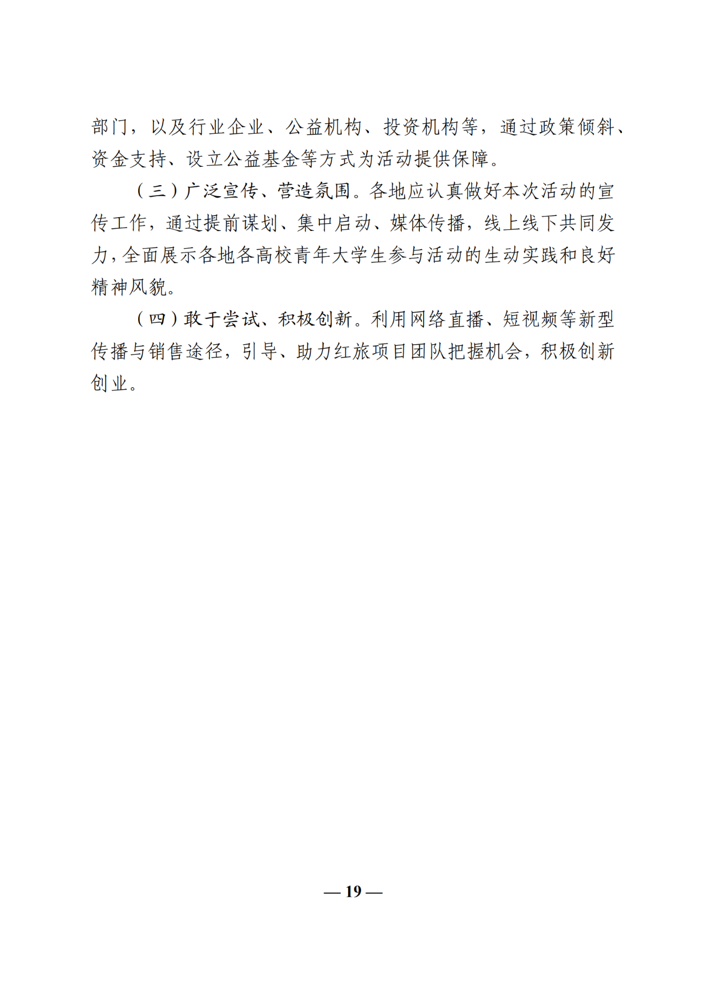 部门，以及行业企业、公益机构、投资机构等，通过政策倾斜、
资金支持、设立公益基金等方式为活动提供保障。
（三）广泛宣传、营造氛围。各地应认真做好本次活动的宣
传工作，通过提前谋划、集中启动、媒体传播，线上线下共同发
力，全面展示各地各高校青年大学生参与活动的生动实践和良好
精神风貌。
（四）敢于尝试、积极创新。利用网络直播、短视频等新型
传播与销售途径，引导、助力红旅项目团队把握机会，积极创新
创业。
— 19 —